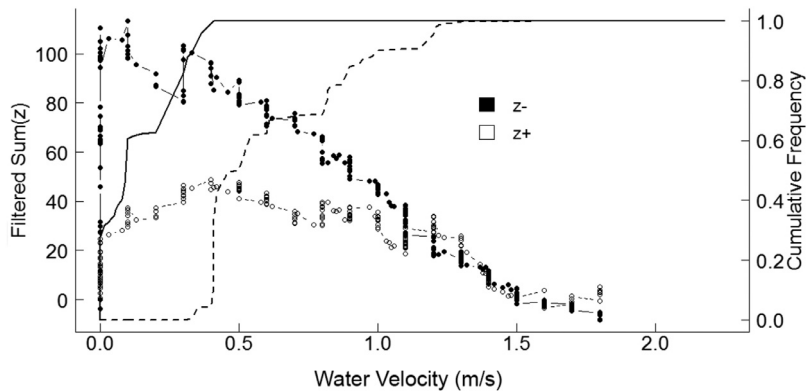 Filtered Sum(z)
100
80
60
40
20
0
1.0
0.8
0.6
0.4
0.2
0.0
Cumulative Frequency
z-
z+
0.0 0.5 1.0 1.5 2.0
Water Velocity (m/s)